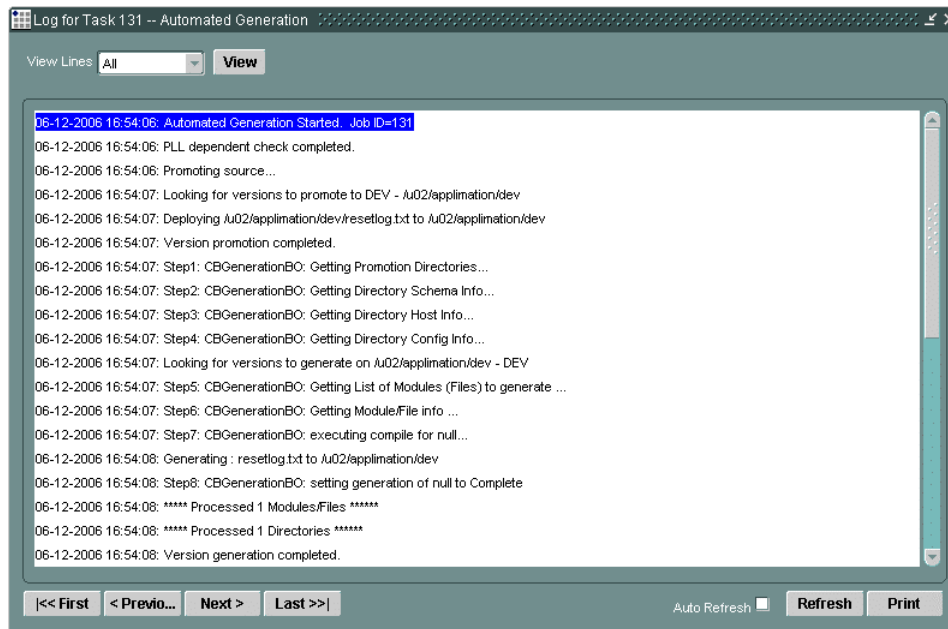 Log for Task 131 -- Automated Generation
View Lines All View
06-12-2006 16:54:06: Automated Generation Started.  Job ID=131
06-12-2006 16:54:06: PLL dependent check completed.
06-12-2006 16:54:06: Promoting source...
06-12-2006 16:54:07: Looking for versions to promote to DEV - /u02/applimation/dev
06-12-2006 16:54:07: Deploying /u02/applimation/dev/resetlog.txt to /u02/applimation/dev
06-12-2006 16:54:07: Version promotion completed.
06-12-2006 16:54:07: Step1: CBGenerationBO: Getting Promotion Directories...
06-12-2006 16:54:07: Step2: CBGenerationBO: Getting Directory Schema Info...
06-12-2006 16:54:07: Step3: CBGenerationBO: Getting Directory Host Info...
06-12-2006 16:54:07: Step4: CBGenerationBO: Getting Directory Config Info...
06-12-2006 16:54:07: Looking for versions to generate on /u02/applimation/dev - DEV
06-12-2006 16:54:07: Step5: CBGenerationBO: Getting List of Modules (Files) to generate ...
06-12-2006 16:54:07: Step6: CBGenerationBO: Getting Module/File info ...
06-12-2006 16:54:07: Step7: CBGenerationBO: executing compile for null...
06-12-2006 16:54:08: Generating : resetlog.txt to /u02/applimation/dev
06-12-2006 16:54:08: Step8: CBGenerationBO: setting generation of null to Complete
06-12-2006 16:54:08: ***** Processed 1 Modules/Files ******
06-12-2006 16:54:08: ***** Processed 1 Directories ******
06-12-2006 16:54:08: Version generation completed.
|<< First < Previo... Next > Last >>| Auto Refresh Refresh Print